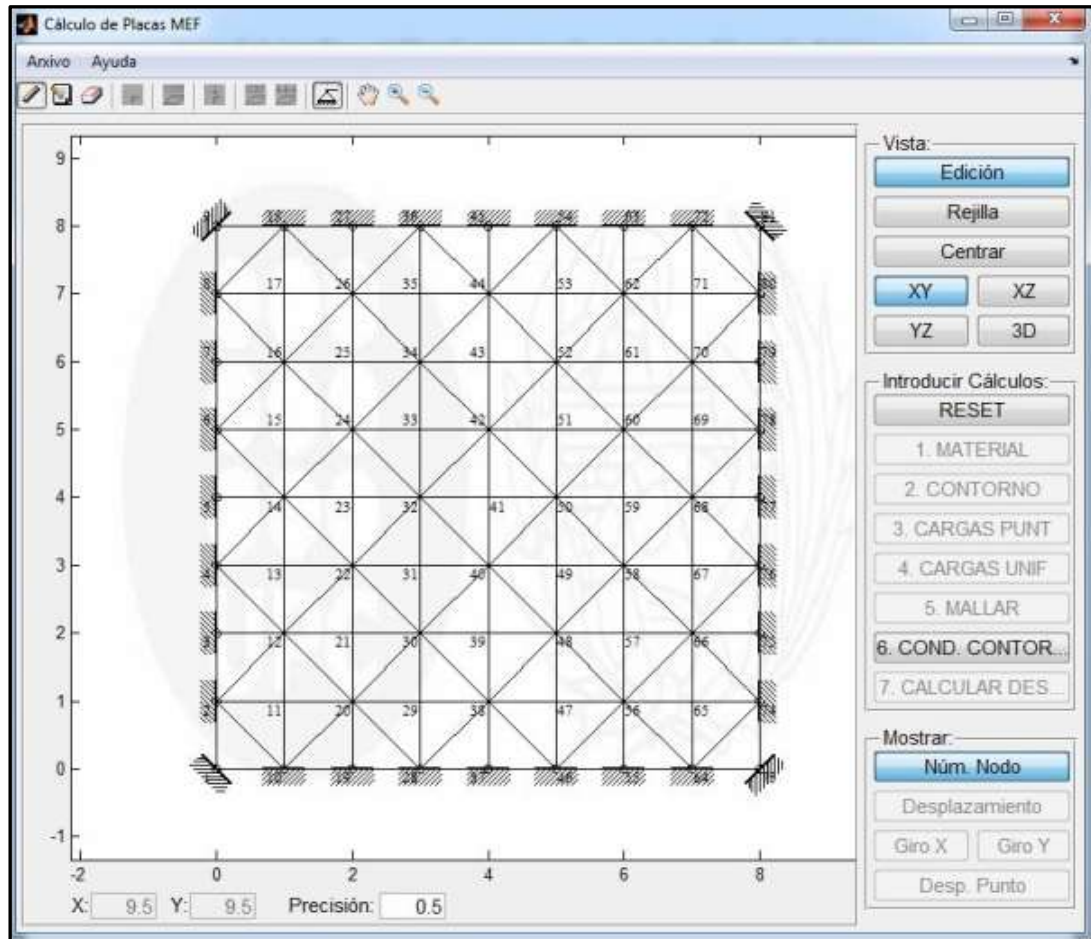 Cálculo de Placas MEF
Arxivo Ayuda
Vista:
Edición
Rejilla
Centrar
XY XZ
YZ 3D
Introducir Cálculos:
RESET
1. MATERIAL
2. CONTORNO
3. CARGAS PUNT
4. CARGAS UNIF
5. MALLAR
6. COND. CONTOR...
7. CALCULAR DES...
Mostrar:
Núm. Nodo
Desplazamiento
Giro X Giro Y
Desp. Punto
9
8
7
6
5
4
3
2
1
0
-1
-2 0 2 4 6 8
17 26 35 44 53 62 71
16 25 34 43 52 61 70
15 24 33 42 51 60 69
14 23 32 41 50 59 68
13 22 31 40 49 58 67
12 21 30 39 48 57 66
11 20 29 38 47 56 65
X: 9.5 Y: 9.5 Precisión: 0.5